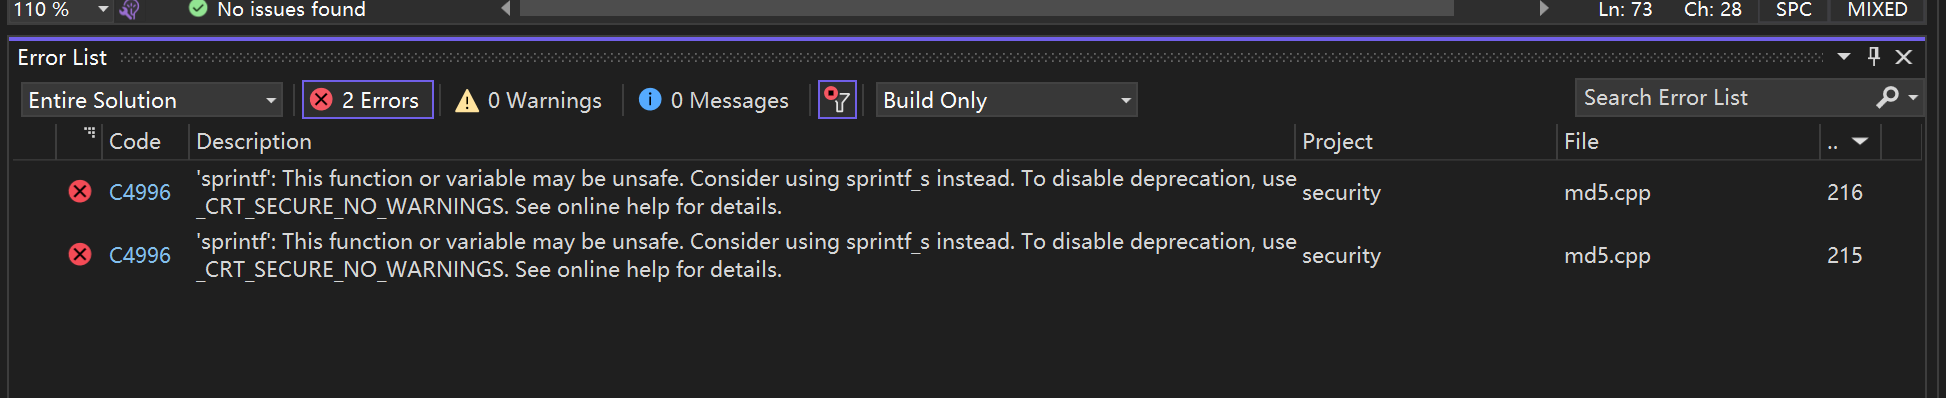 110 %
No issues found
Ln: 73
Ch: 28
SPC
MIXED
Error List
Entire Solution
2 Errors
0 Warnings
0 Messages
Build Only
Search Error List
Code
Description
Project
File
..
C4996
'sprintf': This function or variable may be unsafe. Consider using sprintf_s instead. To disable deprecation, use
_CRT_SECURE_NO_WARNINGS. See online help for details.
security
md5.cpp
216
C4996
'sprintf': This function or variable may be unsafe. Consider using sprintf_s instead. To disable deprecation, use
_CRT_SECURE_NO_WARNINGS. See online help for details.
security
md5.cpp
215